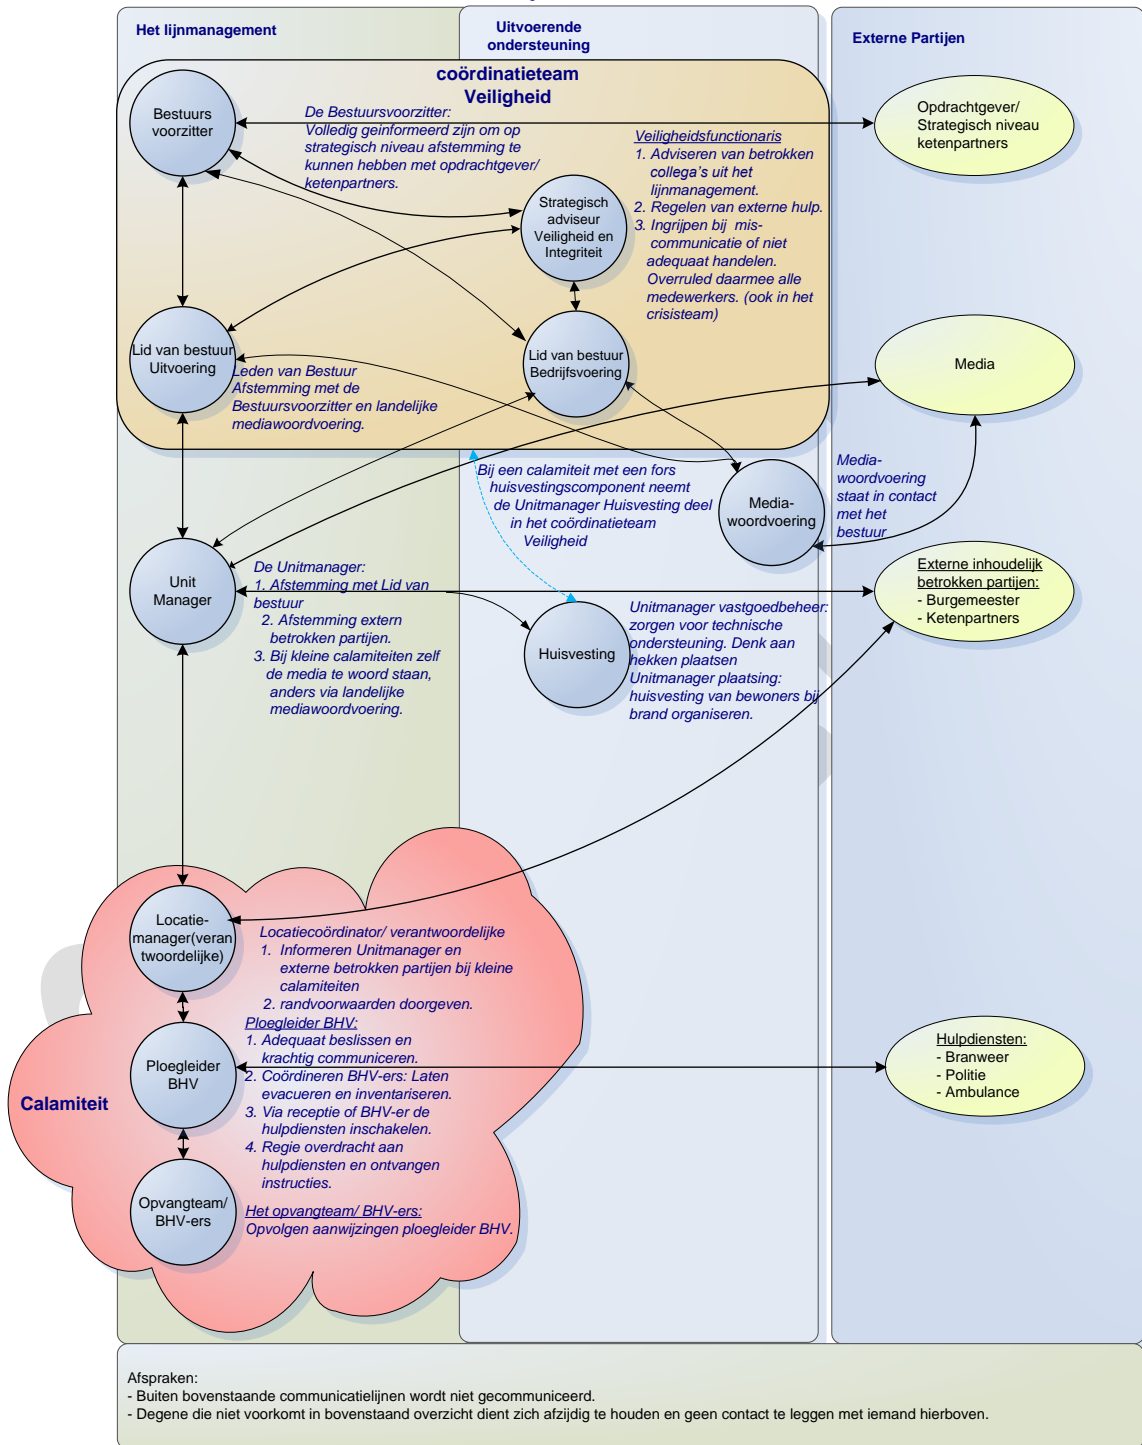 Het lijnmanagement
Uitvoerende
ondersteuning
Externe Partijen
coördinatieteam
Veiligheid
Bestuurs
voorzitter
De Bestuursvoorzitter:
Volledig geinformeerd zijn om op
strategisch niveau afstemming te
kunnen hebben met opdrachtgever/
ketenpartners.
Opdrachtgever/
Strategisch niveau
ketenpartners
Veiligheidsfunctionaris
1. Adviseren van betrokken
collega's uit het
lijnmanagement.
2. Regelen van externe hulp.
3. Ingrijpen bij mis-
communicatie of niet
adequaat handelen.
Overruled daarmee alle
medewerkers. (ook in het
crisisteam)
Strategisch
adviseur
Veiligheid en
Integriteit
Lid van bestuur
Uitvoering
Leden van Bestuur
Afstemming met de
Bestuursvoorzitter en landelijke
mediawoordvoering.
Lid van bestuur
Bedrijfsvoering
Media
Bij een calamiteit met een fors
huisvestingscomponent neemt
de Unitmanager Huisvesting deel
in het coördinatieteam
Veiligheid
Media-
woordvoering
Media-
woordvoering
staat in contact
met het
bestuur
Unit
Manager
De Unitmanager:
1. Afstemming met Lid van
bestuur
2. Afstemming extern
betrokken partijen.
3. Bij kleine calamiteiten zelf
de media te woord staan,
anders via landelijke
mediawoordvoering.
Externe inhoudelijk
betrokken partijen:
- Burgemeester
- Ketenpartners
Huisvesting
Unitmanager vastgoedbeheer:
zorgen voor technische
ondersteuning. Denk aan
hekken plaatsen
Unitmanager plaatsing:
huisvesting van bewoners bij
brand organiseren.
Locatie-
manager(veran
twoordelijke)
Locatiecoördinator/ verantwoordelijke
1. Informeren Unitmanager en
externe betrokken partijen bij kleine
calamiteiten
2. randvoorwaarden doorgeven.
Ploegleider BHV:
1. Adequaat beslissen en
krachtig communiceren.
2. Coördineren BHV-ers: Laten
evacueren en inventariseren.
3. Via receptie of BHV-er de
hulpdiensten inschakelen.
4. Regie overdracht aan
hulpdiensten en ontvangen
instructies.
Ploegleider
BHV
Hulpdiensten:
- Branweer
- Politie
- Ambulance
Calamiteit
Opvangteam/
BHV-ers
Het opvangteam/ BHV-ers:
Opvolgen aanwijzingen ploegleider BHV.
Afspraken:
- Buiten bovenstaande communicatielijnen wordt niet gecommuniceerd.
- Degene die niet voorkomt in bovenstaand overzicht dient zich afzijdig te houden en geen contact te leggen met iemand hierboven.